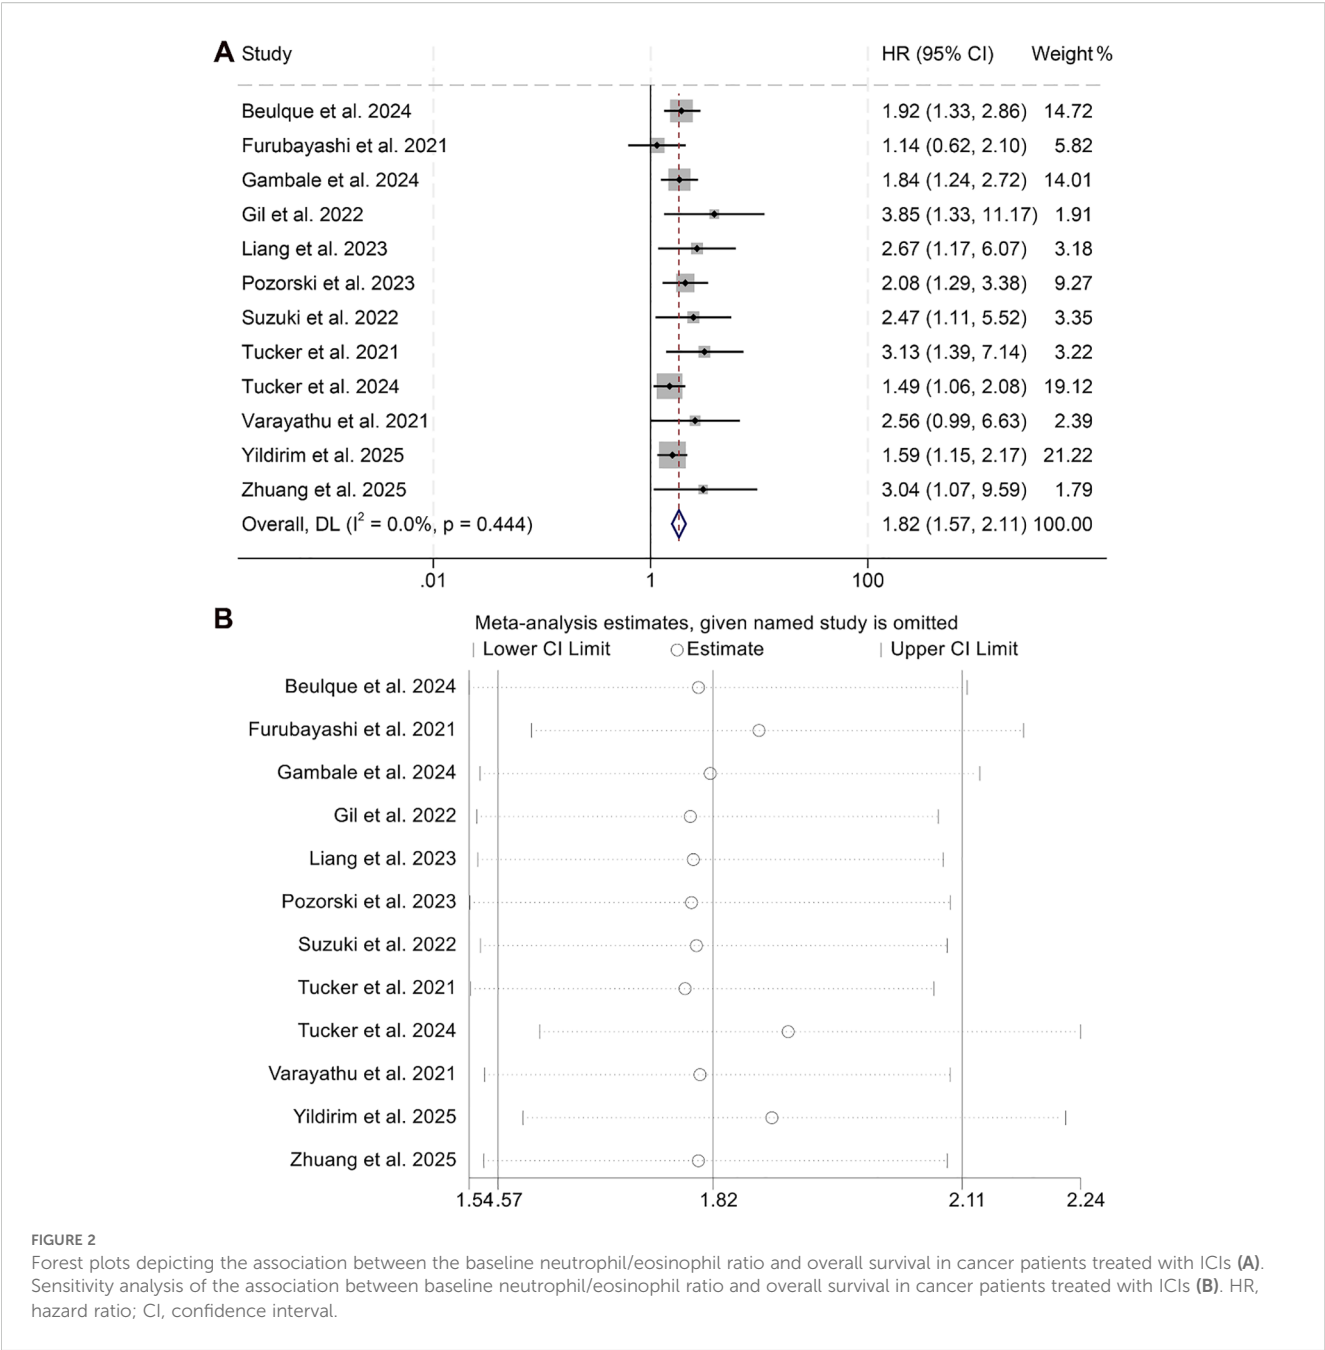 A Study HR (95% CI) Weight %
Beulque et al. 2024 1.92 (1.33, 2.86) 14.72
Furubayashi et al. 2021 1.14 (0.62, 2.10) 5.82
Gambale et al. 2024 1.84 (1.24, 2.72) 14.01
Gil et al. 2022 3.85 (1.33, 11.17) 1.91
Liang et al. 2023 2.67 (1.17, 6.07) 3.18
Pozorski et al. 2023 2.08 (1.29, 3.38) 9.27
Suzuki et al. 2022 2.47 (1.11, 5.52) 3.35
Tucker et al. 2021 3.13 (1.39, 7.14) 3.22
Tucker et al. 2024 1.49 (1.06, 2.08) 19.12
Varayathu et al. 2021 2.56 (0.99, 6.63) 2.39
Yildirim et al. 2025 1.59 (1.15, 2.17) 21.22
Zhuang et al. 2025 3.04 (1.07, 9.59) 1.79
Overall, DL (I² = 0.0%, p = 0.444) 1.82 (1.57, 2.11) 100.00
.01 1 100
B Meta-analysis estimates, given named study is omitted
Lower CI Limit Estimate Upper CI Limit
Beulque et al. 2024
Furubayashi et al. 2021
Gambale et al. 2024
Gil et al. 2022
Liang et al. 2023
Pozorski et al. 2023
Suzuki et al. 2022
Tucker et al. 2021
Tucker et al. 2024
Varayathu et al. 2021
Yildirim et al. 2025
Zhuang et al. 2025
1.54.57 1.82 2.11 2.24
FIGURE 2
Forest plots depicting the association between the baseline neutrophil/eosinophil ratio and overall survival in cancer patients treated with ICIs (A).
Sensitivity analysis of the association between baseline neutrophil/eosinophil ratio and overall survival in cancer patients treated with ICIs (B). HR,
hazard ratio; CI, confidence interval.